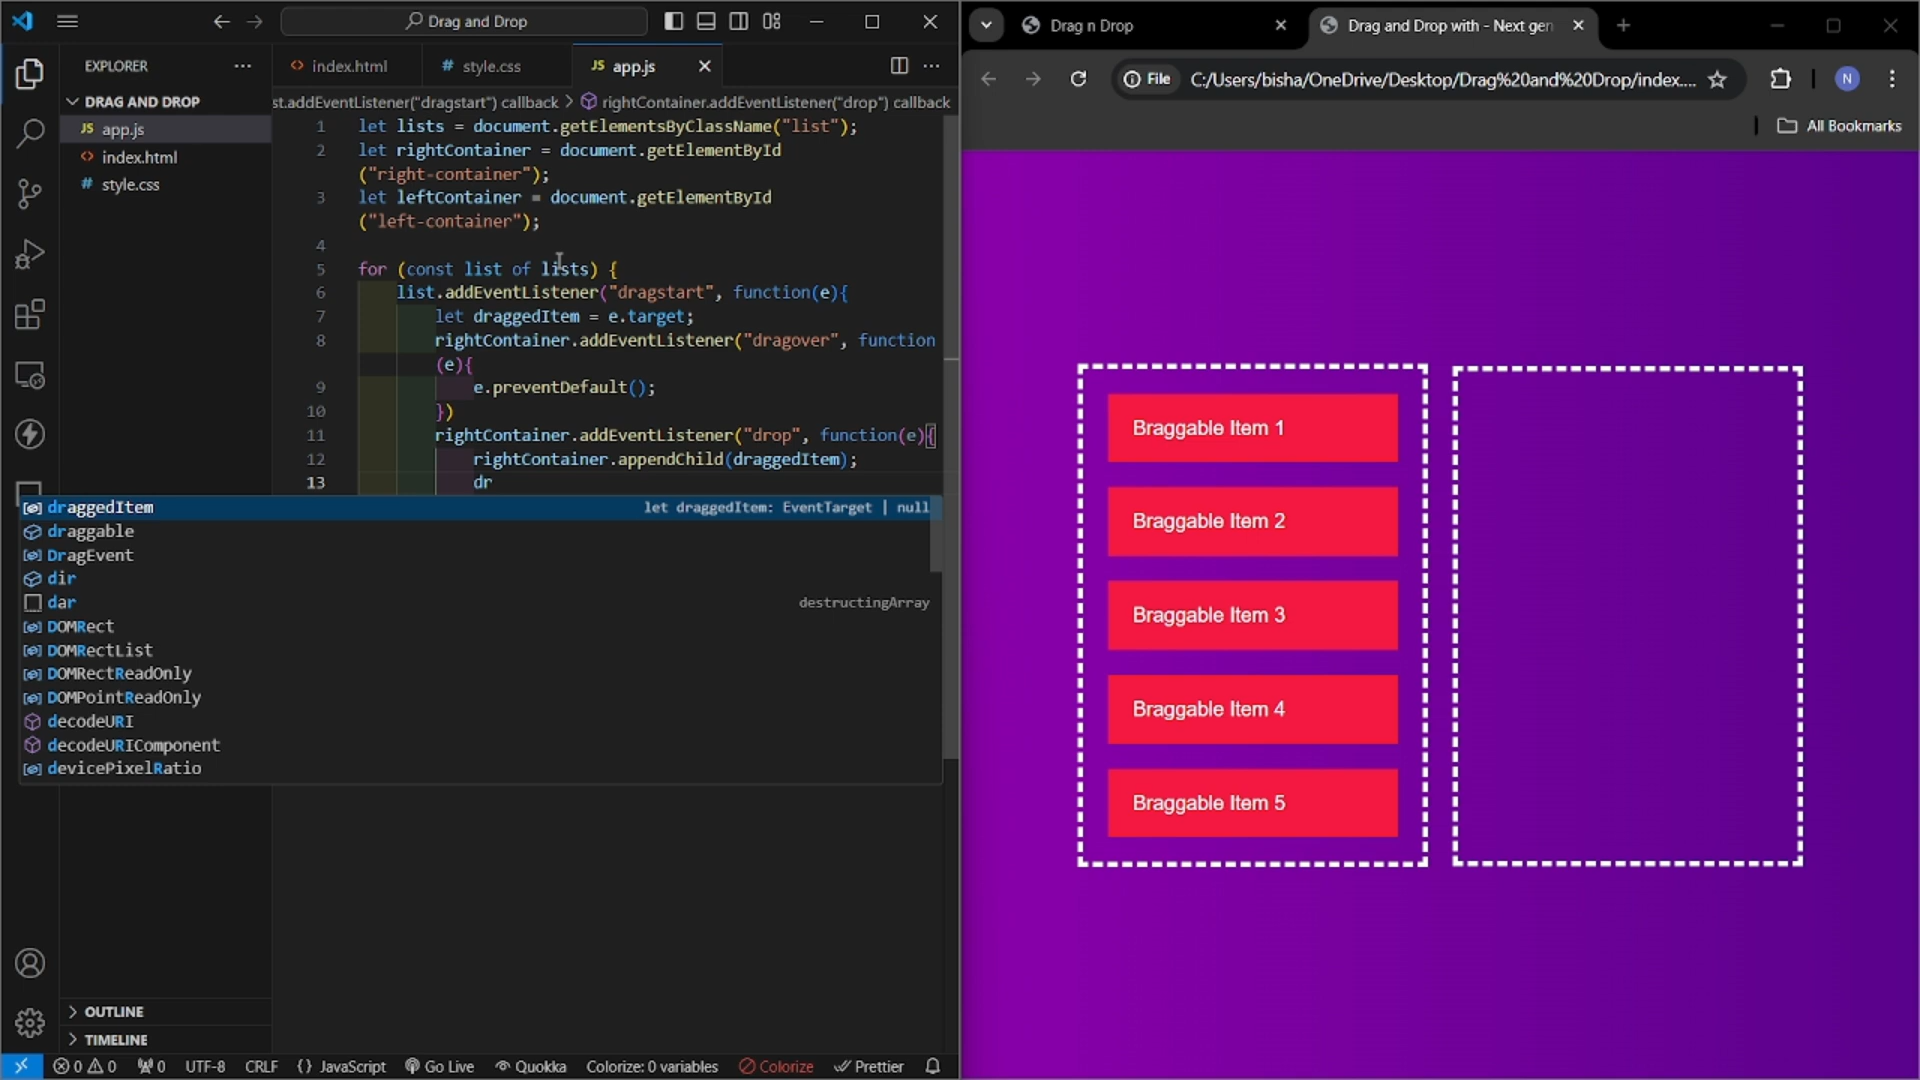 Drag and Drop
EXPLORER
DRAG AND DROP
JS app.js
<> index.html
# style.css
<> index.html
# style.css
JS app.js
st.addEventListener("dragstart") callback > rightContainer.addEventListener("drop") callback
1 let lists = document.getElementsByClassName("list");
2 let rightContainer = document.getElementById
("right-container");
3 let leftContainer = document.getElementById
("left-container");
4
5 for (const list of lists) {
6 list.addEventListener("dragstart", function(e){
7 let draggedItem = e.target;
8 rightContainer.addEventListener("dragover", function
(e){
9 e.preventDefault();
10 })
11 rightContainer.addEventListener("drop", function(e){
12 rightContainer.appendChild(draggedItem);
13 dr
draggedItem let draggedItem: EventTarget | null
draggable
DragEvent
dir
dar destructingArray
DOMRect
DOMRectList
DOMRectReadOnly
DOMPointReadOnly
decodeURI
decodeURIComponent
devicePixelRatio
OUTLINE
TIMELINE
0 0 0 UTF-8 CRLF {} JavaScript Go Live Quokka Colorize: 0 variables Colorize Prettier
Drag n Drop
Drag and Drop with - Next gen
File C:/Users/bisha/OneDrive/Desktop/Drag%20and%20Drop/index....
N
All Bookmarks
Braggable Item 1
Braggable Item 2
Braggable Item 3
Braggable Item 4
Braggable Item 5